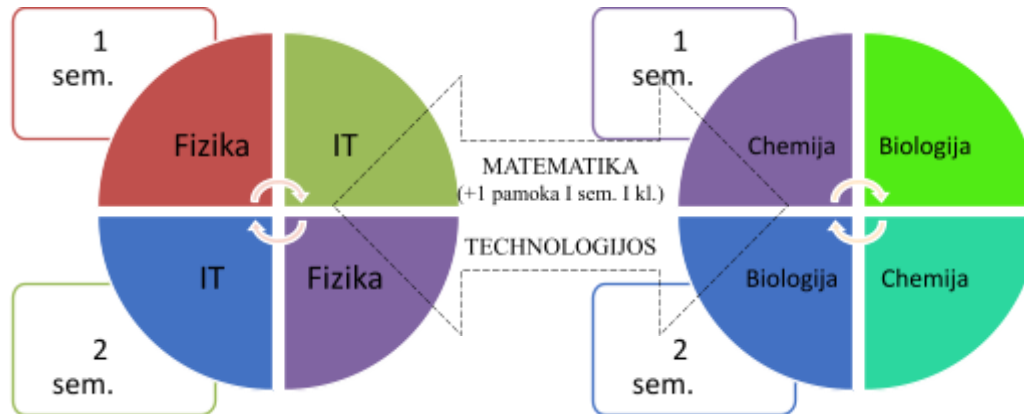 1
sem.
Fizika
IT
IT
Fizika
2
sem.
MATEMATIKA
(+1 pamoka I sem. I kl.)
TECHNOLOGIJOS
1
sem.
Chemija
Biologija
Biologija
Chemija
2
sem.